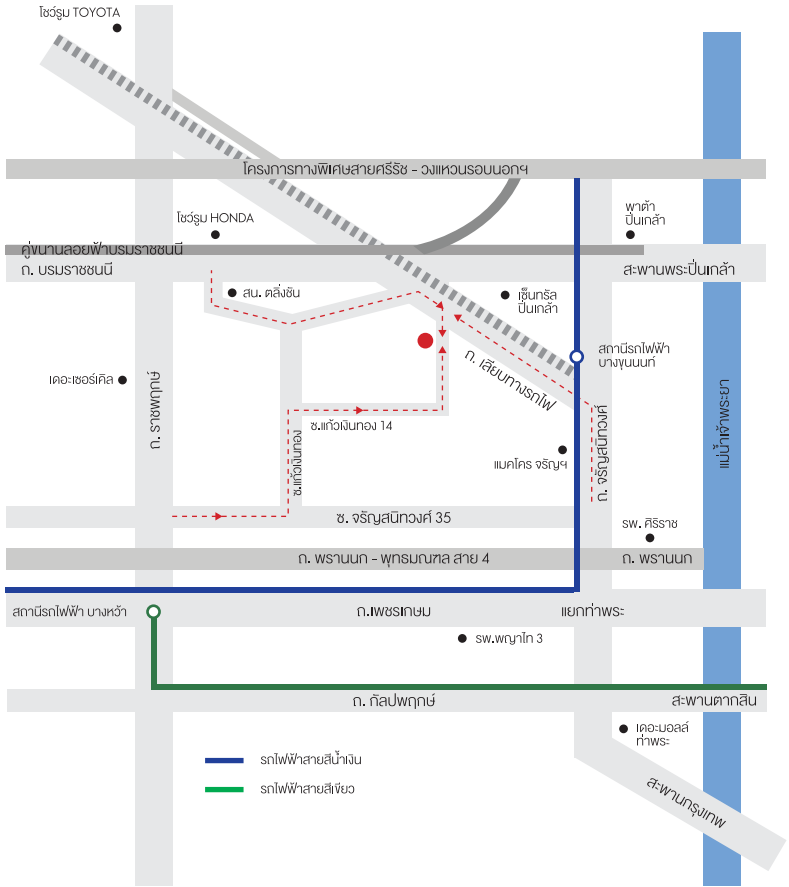 โชว์รูม TOYOTA
โครงการทางพิเศษสายศรีรัช - วงแหวนรอบนอกฯ
พาต้า
ปิ่นเกล้า
โชว์รูม HONDA
คู่ขนานลอยฟ้าบรมราชชนนี
ถ. บรมราชชนนี
สะพานพระปิ่นเกล้า
สน. ตลิ่งชัน
เซ็นทรัล
ปิ่นเกล้า
สถานีรถไฟฟ้า
บางขุนนนท์
ถ. เลียบทางรถไฟ
เดอะเซอร์เคิล
ถ. ราชพฤกษ์
ซ.แก้วเงินทอง 14
ซ.แก้วเงินทอง
แมคโคร จรัญฯ
ถ. จรัญสนิทวงศ์
แม่น้ำเจ้าพระยา
ซ. จรัญสนิทวงศ์ 35
รพ. ศิริราช
ถ. พรานนก - พุทธมณฑล สาย 4
ถ. พรานนก
สถานีรถไฟฟ้า บางหว้า
ถ.เพชรเกษม
แยกท่าพระ
รพ.พญาไท 3
ถ. กัลปพฤกษ์
สะพานตากสิน
เดอะมอลล์
ท่าพระ
รถไฟฟ้าสายสีน้ำเงิน
รถไฟฟ้าสายสีเขียว
สะพานกรุงเทพ